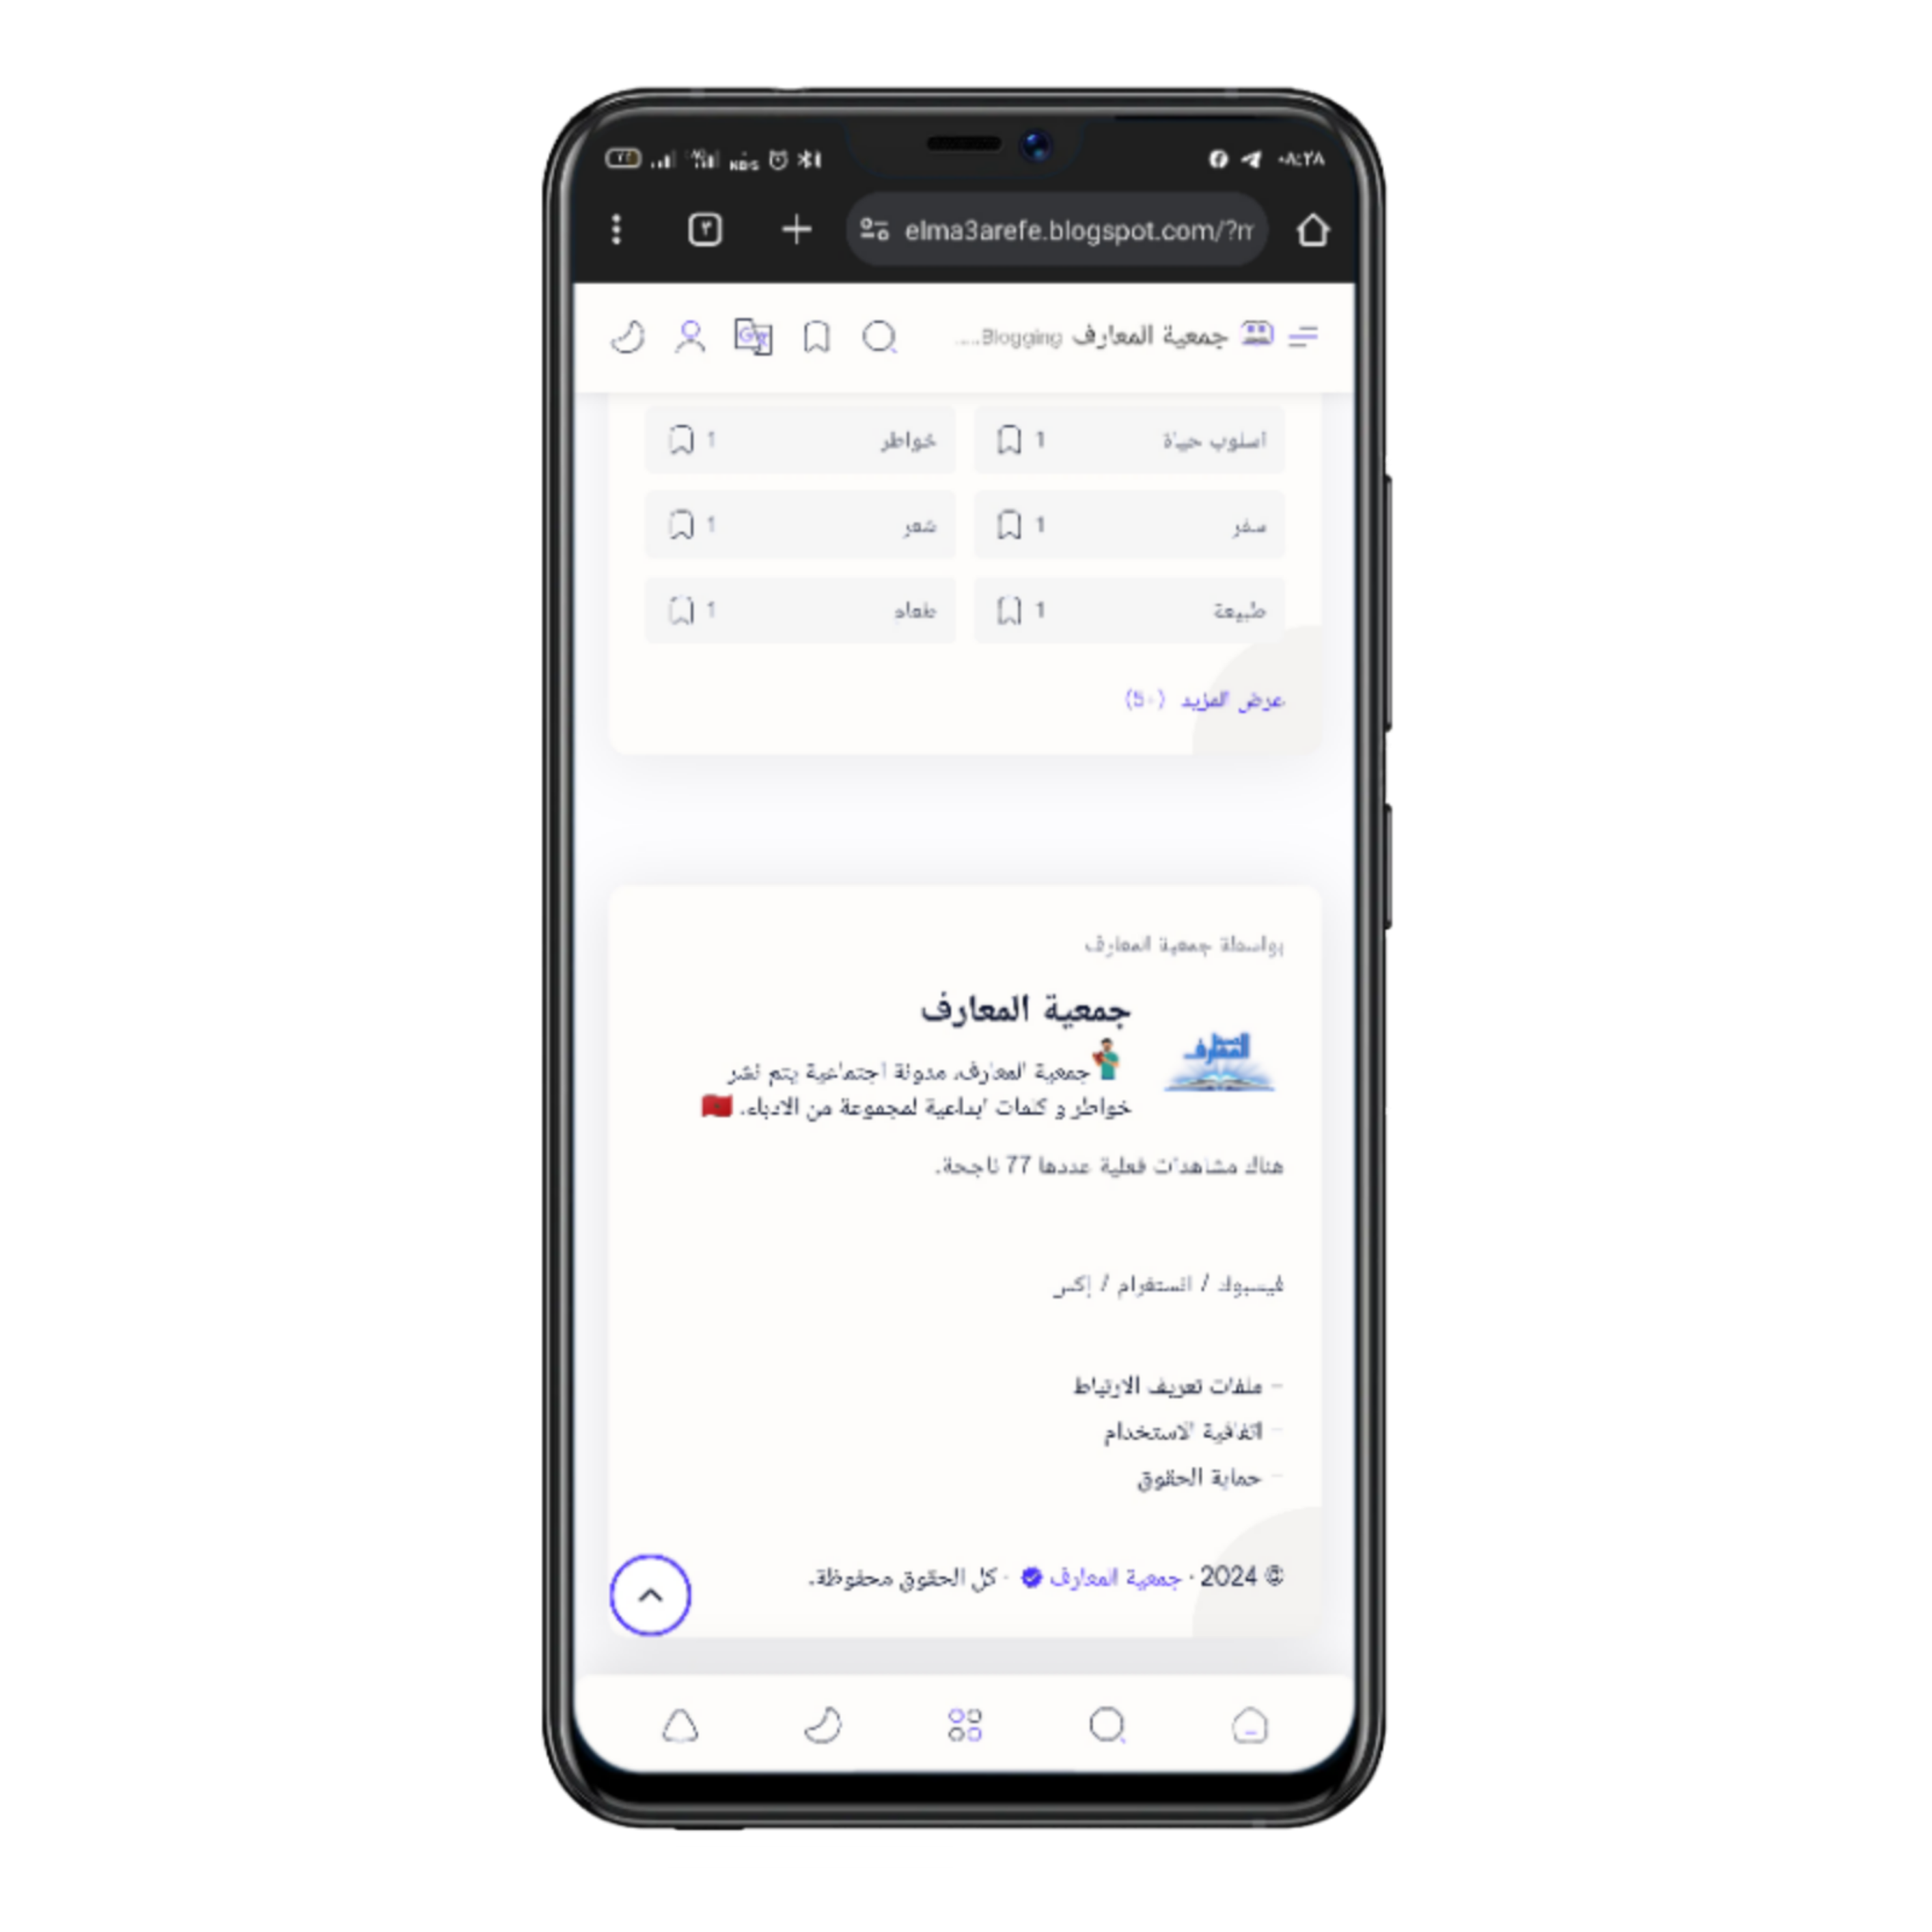 ٠٨:٢٨
elma3arefe.blogspot.com/?m
جمعية المعارف Blogging....
اسلوب حياة 1
خواطر 1
سفر 1
شعر 1
طبيعة 1
طعام 1
عرض المزيد (+5)
بواسطة جمعية المعارف
جمعية المعارف
المعارف
جمعية المعارف، مدونة اجتماعية يتم نشر
خواطر و كلمات ابداعية لمجموعة من الادباء.
هناك مشاهدات فعلية عددها 77 ناجحة.
فيسبوك / انستغرام / إكس
- ملفات تعريف الارتباط
- اتفاقية الاستخدام
- حماية الحقوق
© 2024 · جمعية المعارف · كل الحقوق محفوظة.